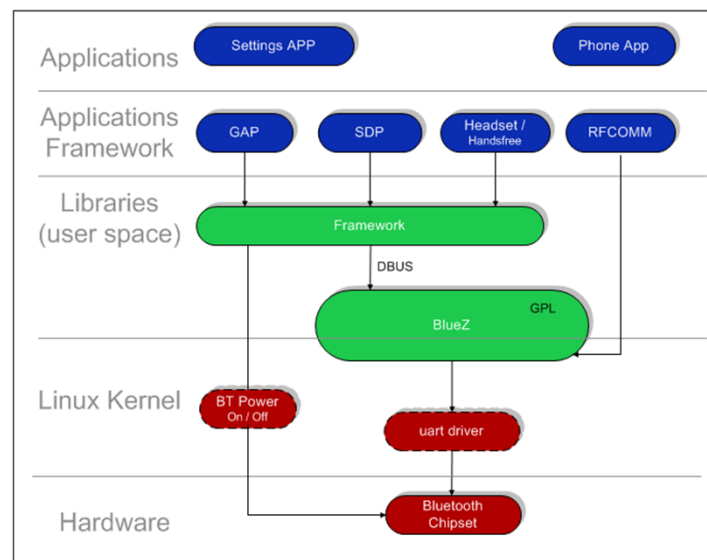 Applications
Settings APP
Phone App
Applications
Framework
GAP
SDP
Headset /
Handsfree
RFCOMM
Libraries
(user space)
Framework
DBUS
GPL
BlueZ
Linux Kernel
BT Power
On / Off
uart driver
Hardware
Bluetooth
Chipset